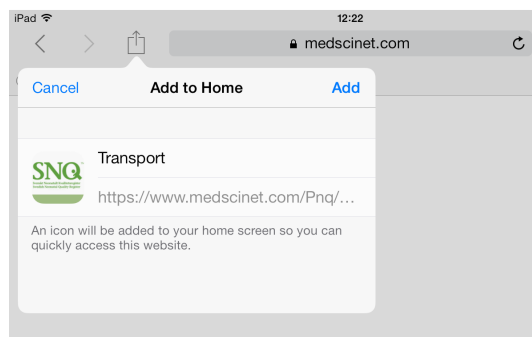 iPad 12:22
medscinet.com
Cancel Add to Home Add
SNQ
Transport
https://www.medscinet.com/Pnq/...
An icon will be added to your home screen so you can
quickly access this website.